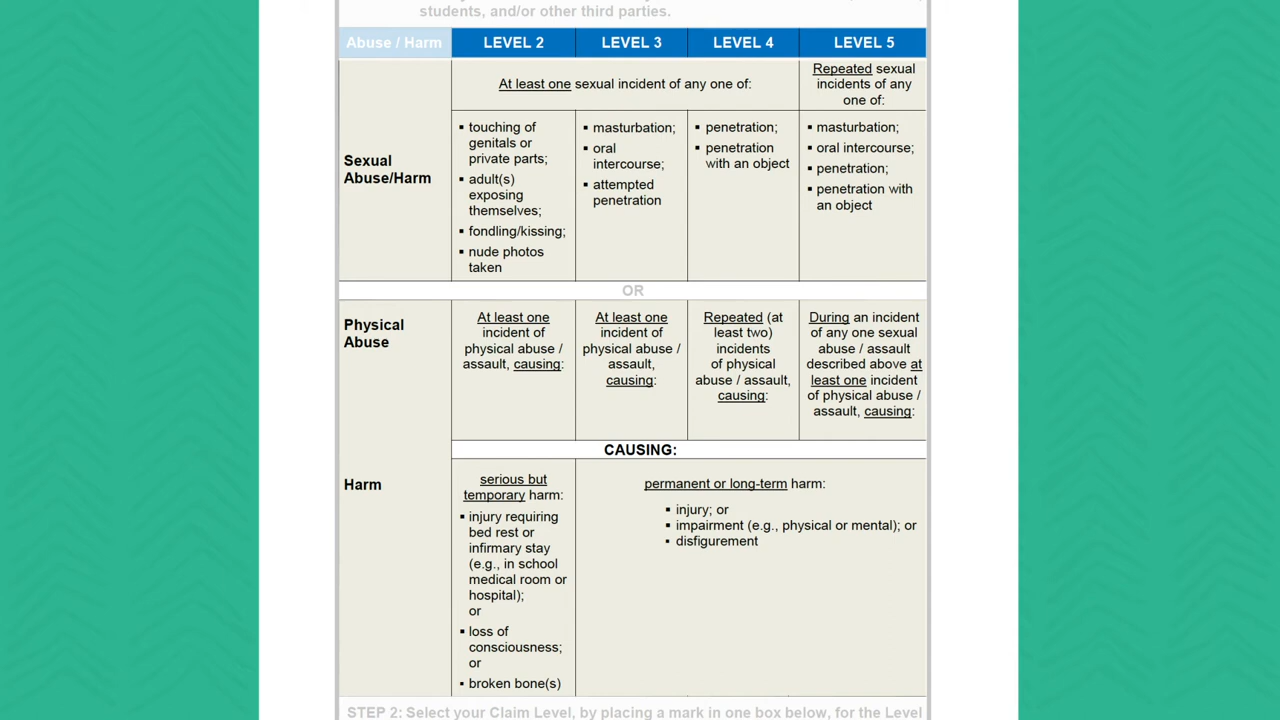 students, and/or other third parties.
Abuse / Harm
LEVEL 2
LEVEL 3
LEVEL 4
LEVEL 5
At least one sexual incident of any one of:
Repeated sexual
incidents of any
one of:
Sexual
Abuse/Harm
▪ touching of
genitals or
private parts;
▪ adult(s)
exposing
themselves;
▪ fondling/kissing;
▪ nude photos
taken
▪ masturbation;
▪ oral
intercourse;
▪ attempted
penetration
▪ penetration;
▪ penetration
with an object
▪ masturbation;
▪ oral intercourse;
▪ penetration;
▪ penetration with
an object
OR
Physical
Abuse
At least one
incident of
physical abuse /
assault, causing:
At least one
incident of
physical abuse /
assault,
causing:
Repeated (at
least two)
incidents
of physical
abuse / assault,
causing:
During an incident
of any one sexual
abuse / assault
described above at
least one incident
of physical abuse /
assault, causing:
CAUSING:
Harm
serious but
temporary harm:
▪ injury requiring
bed rest or
infirmary stay
(e.g., in school
medical room or
hospital);
or
▪ loss of
consciousness;
or
▪ broken bone(s)
permanent or long-term harm:
▪ injury; or
▪ impairment (e.g., physical or mental); or
▪ disfigurement
STEP 2: Select your Claim Level, by placing a mark in one box below, for the Level